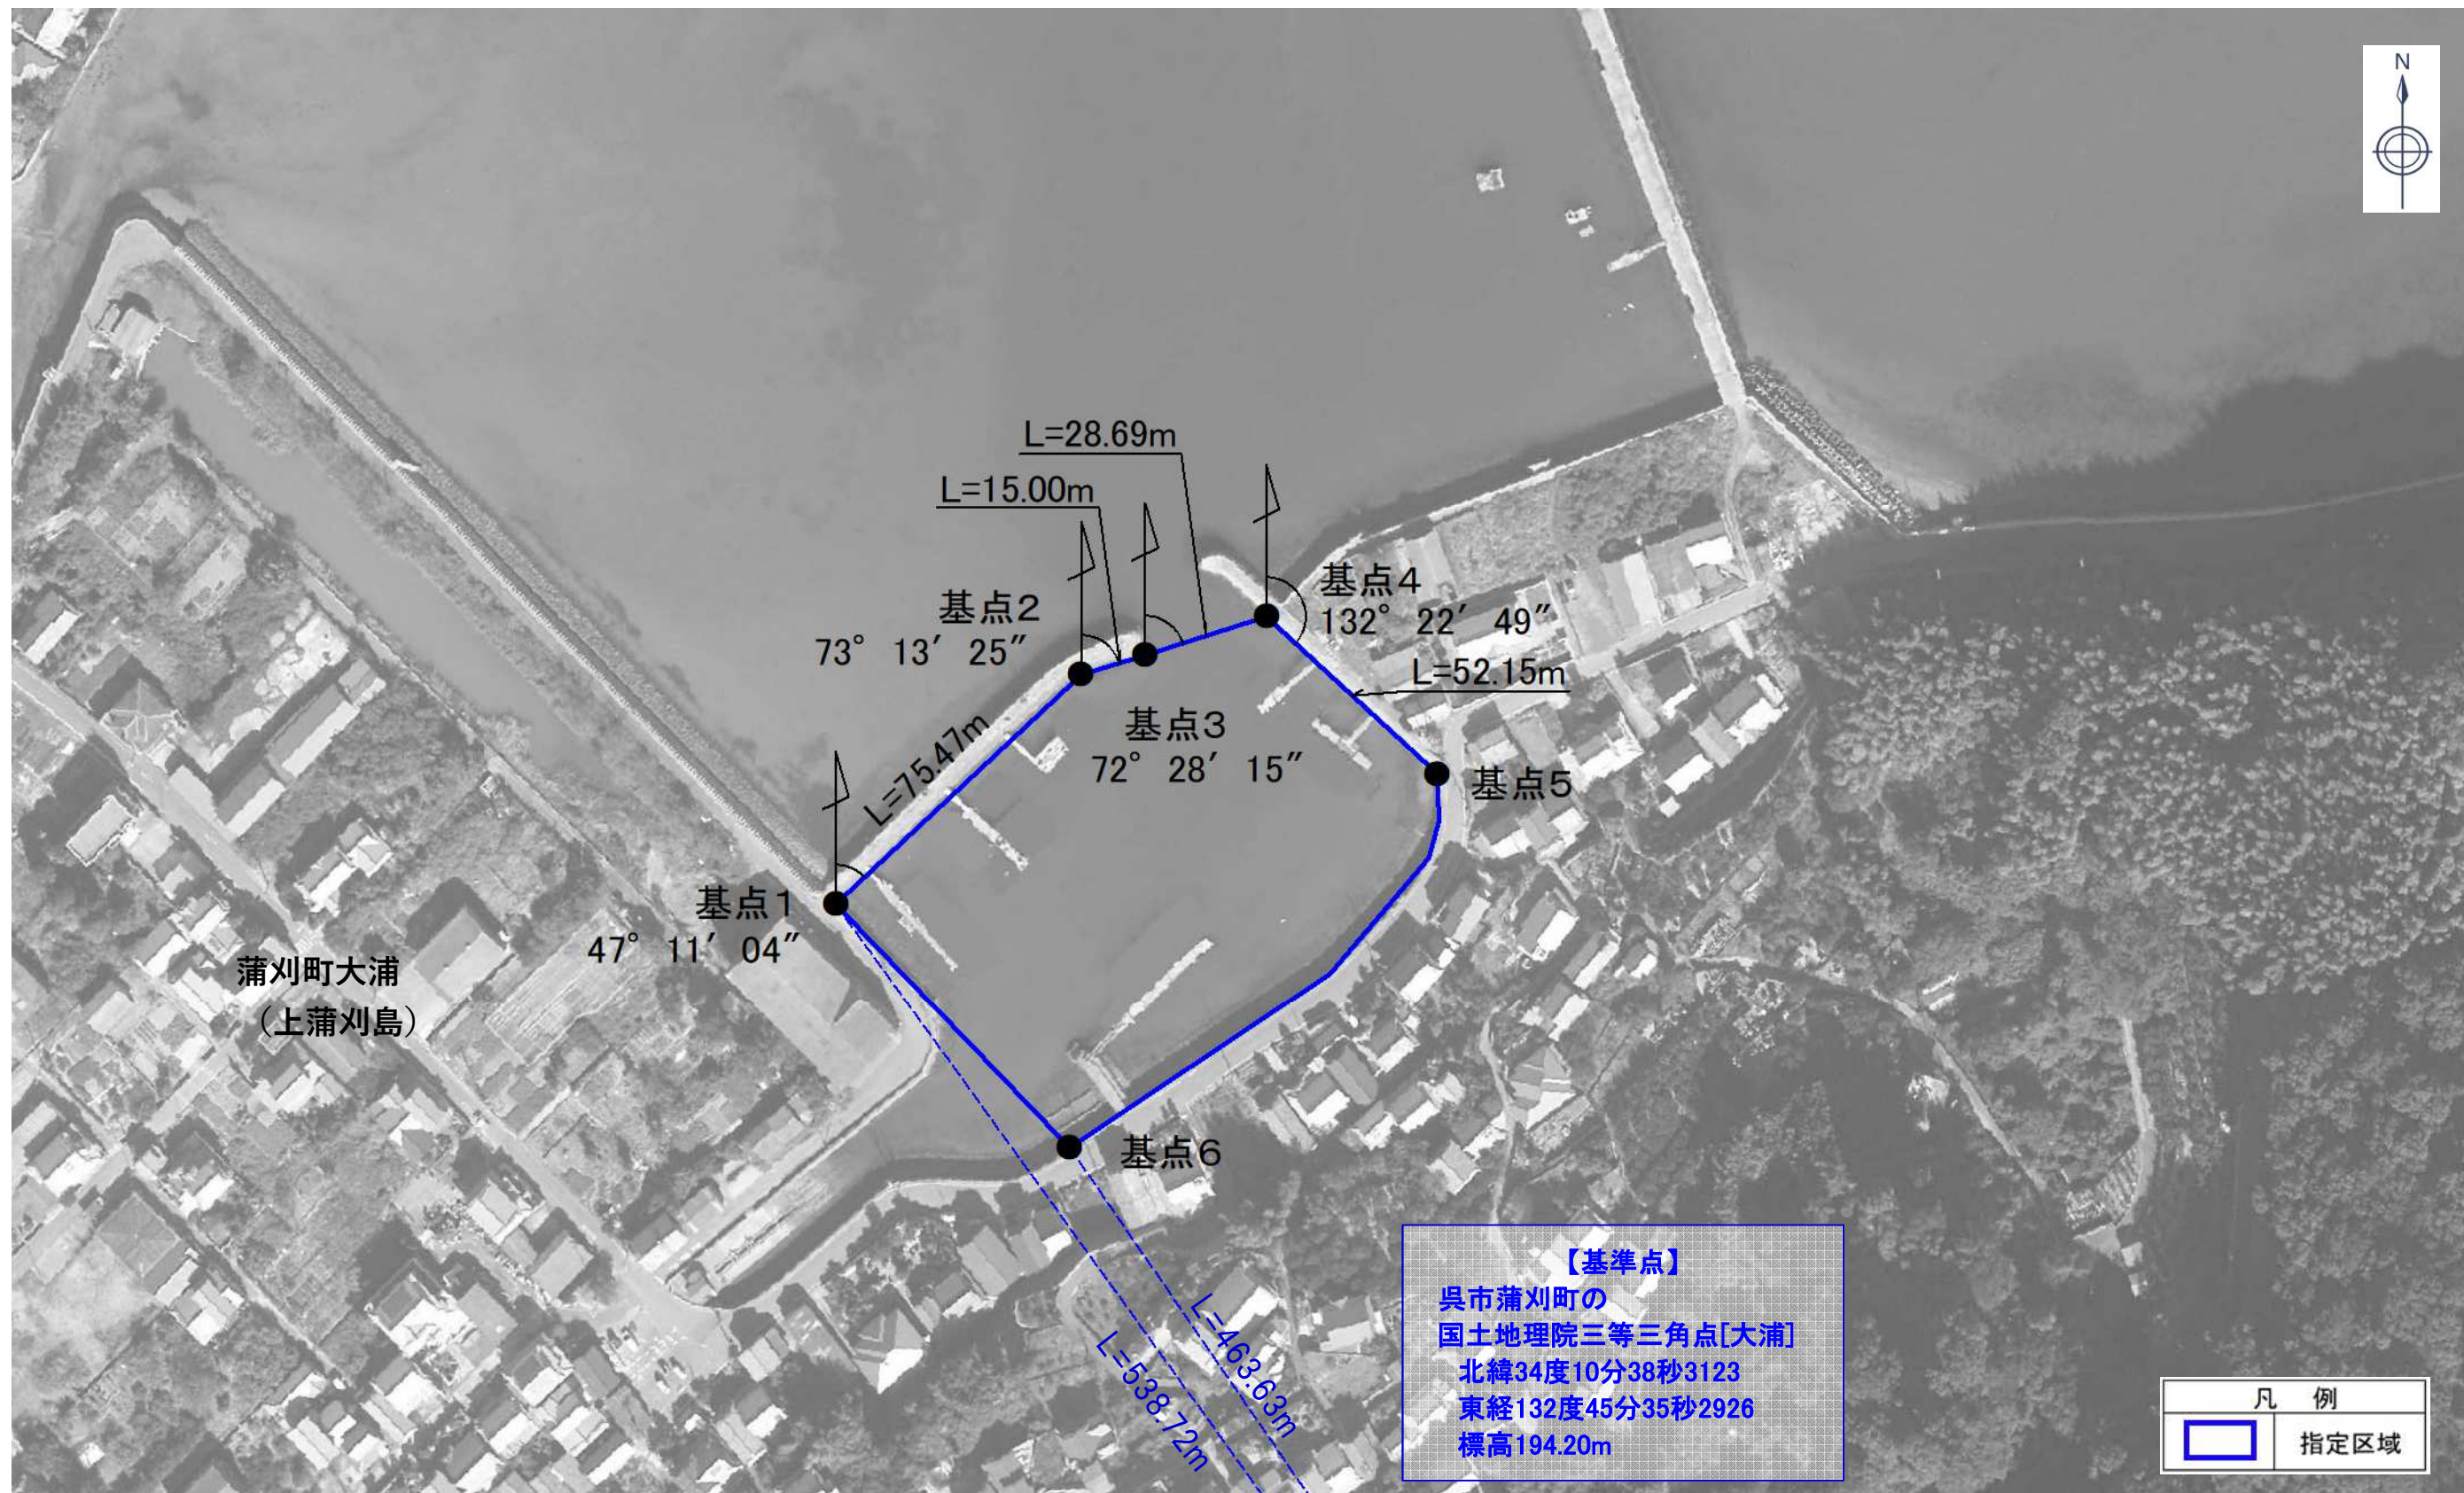 N
L=28.69m
L=15.00m
基点2
73° 13′ 25″
基点4
132° 22′ 49″
L=52.15m
基点3
72° 28′ 15″
L=75.47m
基点5
基点1
47° 11′ 04″
蒲刈町大浦
（上蒲刈島）
基点6
L=463.63m
L=538.72m
【基準点】
呉市蒲刈町の
国土地理院三等三角点[大浦]
北緯34度10分38秒3123
東経132度45分35秒2926
標高194.20m
凡 例
指定区域